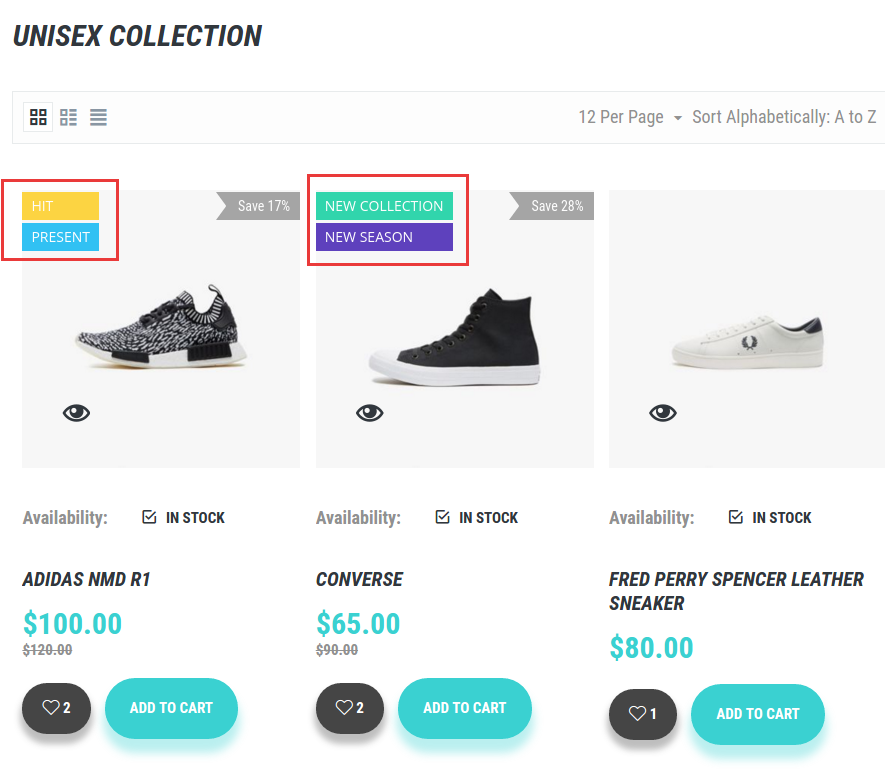 UNISEX COLLECTION
12 Per Page
Sort Alphabetically: A to Z
HIT
PRESENT
Save 17%
NEW COLLECTION
NEW SEASON
Save 28%
Availability: IN STOCK
Availability: IN STOCK
Availability: IN STOCK
ADIDAS NMD R1
$100.00
$120.00
2
ADD TO CART
CONVERSE
$65.00
$90.00
2
ADD TO CART
FRED PERRY SPENCER LEATHER
SNEAKER
$80.00
1
ADD TO CART